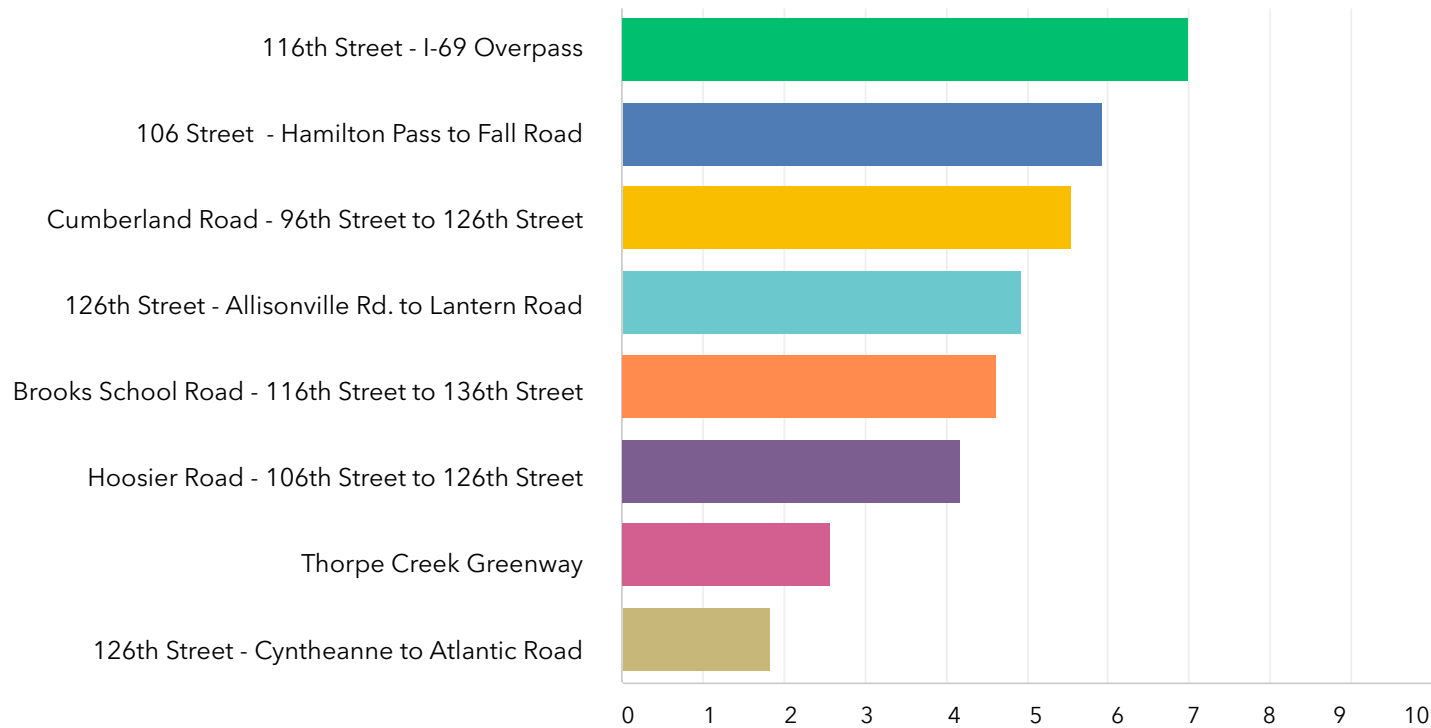 116th Street - I-69 Overpass
106 Street  - Hamilton Pass to Fall Road
Cumberland Road - 96th Street to 126th Street
126th Street - Allisonville Rd. to Lantern Road
Brooks School Road - 116th Street to 136th Street
Hoosier Road - 106th Street to 126th Street
Thorpe Creek Greenway
126th Street - Cyntheanne to Atlantic Road
0 1 2 3 4 5 6 7 8 9 10